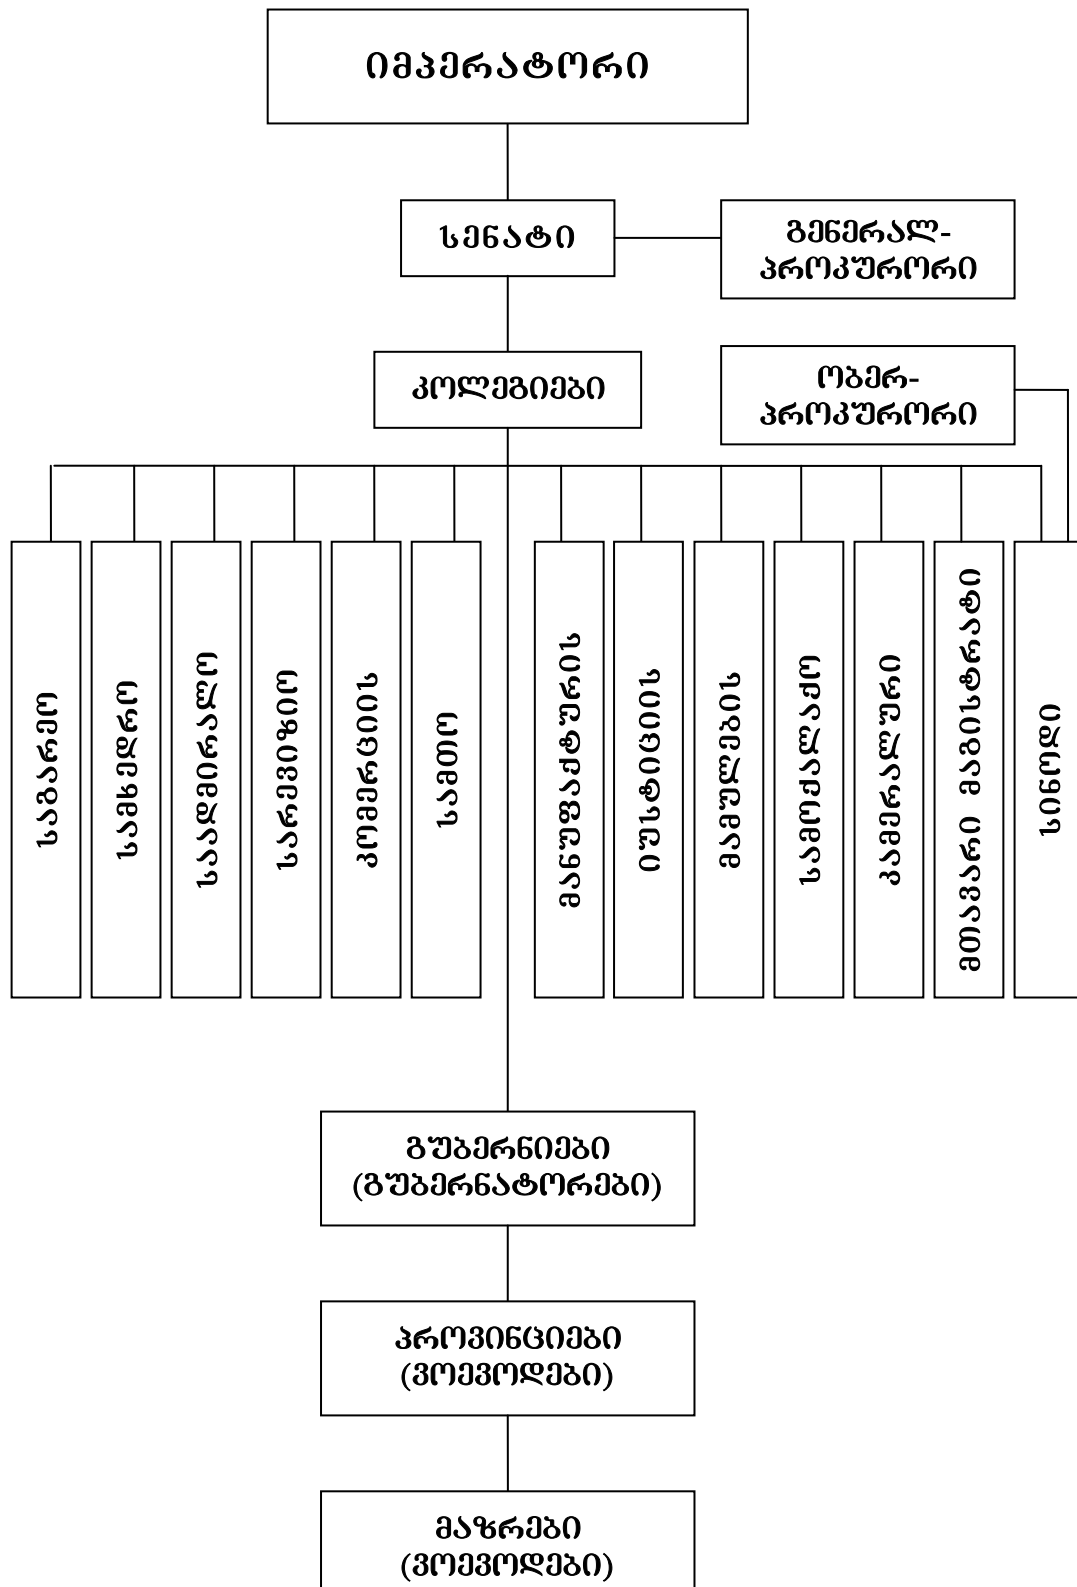 ᲘᲛᲞᲔᲠᲐᲢᲝᲠᲘ
ᲡᲔᲜᲐᲢᲘ
ᲒᲔᲜᲔᲠᲐᲚ-
ᲞᲠᲝᲙᲣᲠᲝᲠᲘ
ᲙᲝᲚᲔᲒᲘᲔᲑᲘ
ᲝᲑᲔᲠ-
ᲞᲠᲝᲙᲣᲠᲝᲠᲘ
ᲡᲐᲒᲐᲠᲔᲝ
ᲡᲐᲛᲮᲔᲓᲠᲝ
ᲡᲐᲐᲓᲛᲘᲠᲐᲚᲝ
ᲡᲐᲠᲔᲕᲘᲖᲘᲝ
ᲙᲝᲛᲔᲠᲪᲘᲘᲡ
ᲡᲐᲛᲗᲝ
ᲛᲐᲜᲣᲤᲐᲥᲢᲣᲠᲘᲡ
ᲘᲣᲡᲢᲘᲪᲘᲘᲡ
ᲛᲐᲛᲣᲚᲔᲑᲘᲡ
ᲡᲐᲛᲝᲥᲐᲚᲐᲥᲝ
ᲙᲐᲛᲔᲠᲐᲚᲣᲠᲘ
ᲛᲗᲐᲕᲐᲠᲘ ᲛᲐᲒᲘᲡᲢᲠᲐᲢᲘ
ᲡᲘᲜᲝᲓᲘ
ᲒᲣᲑᲔᲠᲜᲘᲔᲑᲘ
(ᲒᲣᲑᲔᲠᲜᲐᲢᲝᲠᲔᲑᲘ)
ᲞᲠᲝᲕᲘᲜᲪᲘᲔᲑᲘ
(ᲕᲝᲔᲕᲝᲓᲔᲑᲘ)
ᲛᲐᲖᲠᲔᲑᲘ
(ᲕᲝᲔᲕᲝᲓᲔᲑᲘ)